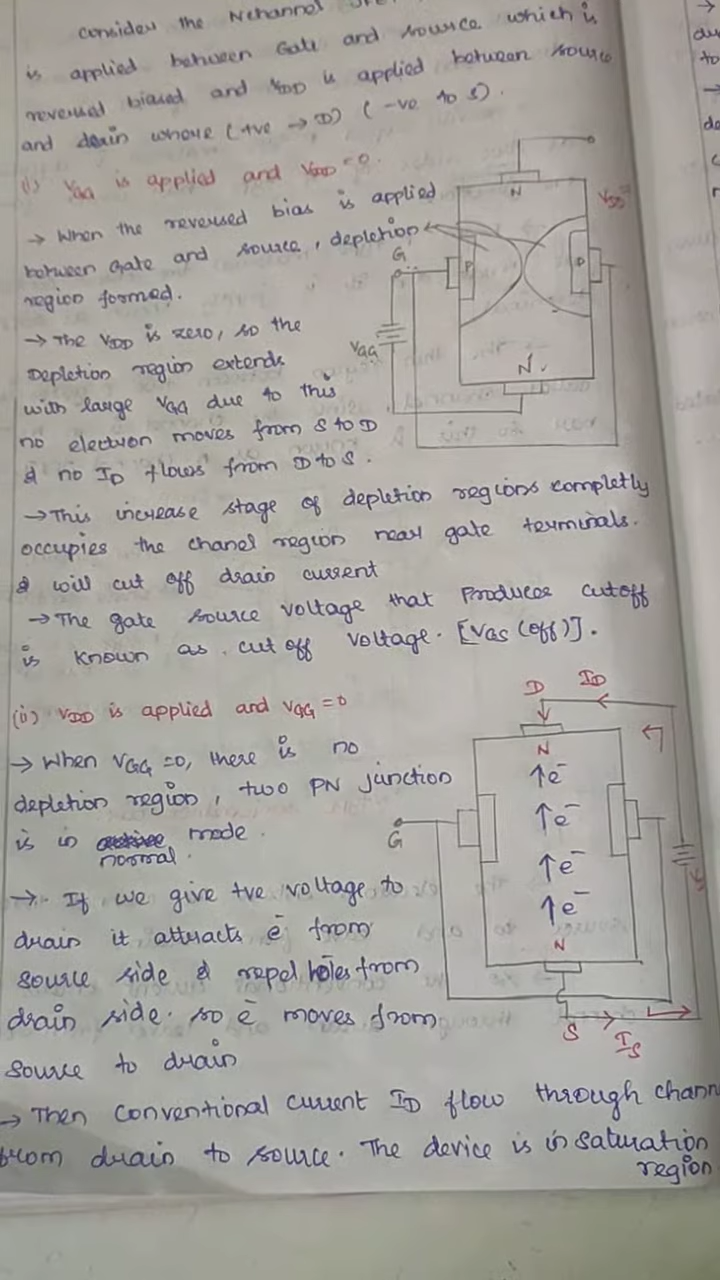 consider the Nchannel
is applied between Gate and source which is
reversed biased and VDD is applied between source
and drain whose (+ve → D) (-ve to S).
(i) VGG is applied and VDD = 0.
→ When the reversed bias is applied
between Gate and source, depletion
region formed.
→ The VDD is zero, so the
Depletion region extends
with large VGG due to this
no electron moves from S to D
& no ID flows from D to S.
→ This increase stage of depletion regions completly
occupies the chanel region near gate terminals.
& will cut off drain current
→ The gate source voltage that produces cutoff
is known as cut off voltage. [VGS (off)].
N
G
P
P
VGG
N
(ii) VDD is applied and VGG = 0
→ When VGG = 0, there is no
depletion region, two PN junction
is in normal mode.
→ If we give +ve voltage to
drain it attracts e⁻ from
source side & repel holes from
drain side. so e⁻ moves from
source to drain
→ Then conventional current ID flow through chann
from drain to source. The device is in saturation
region
D ID
N
↑e⁻
↑e⁻
↑e⁻
↑e⁻
N
G
S IS